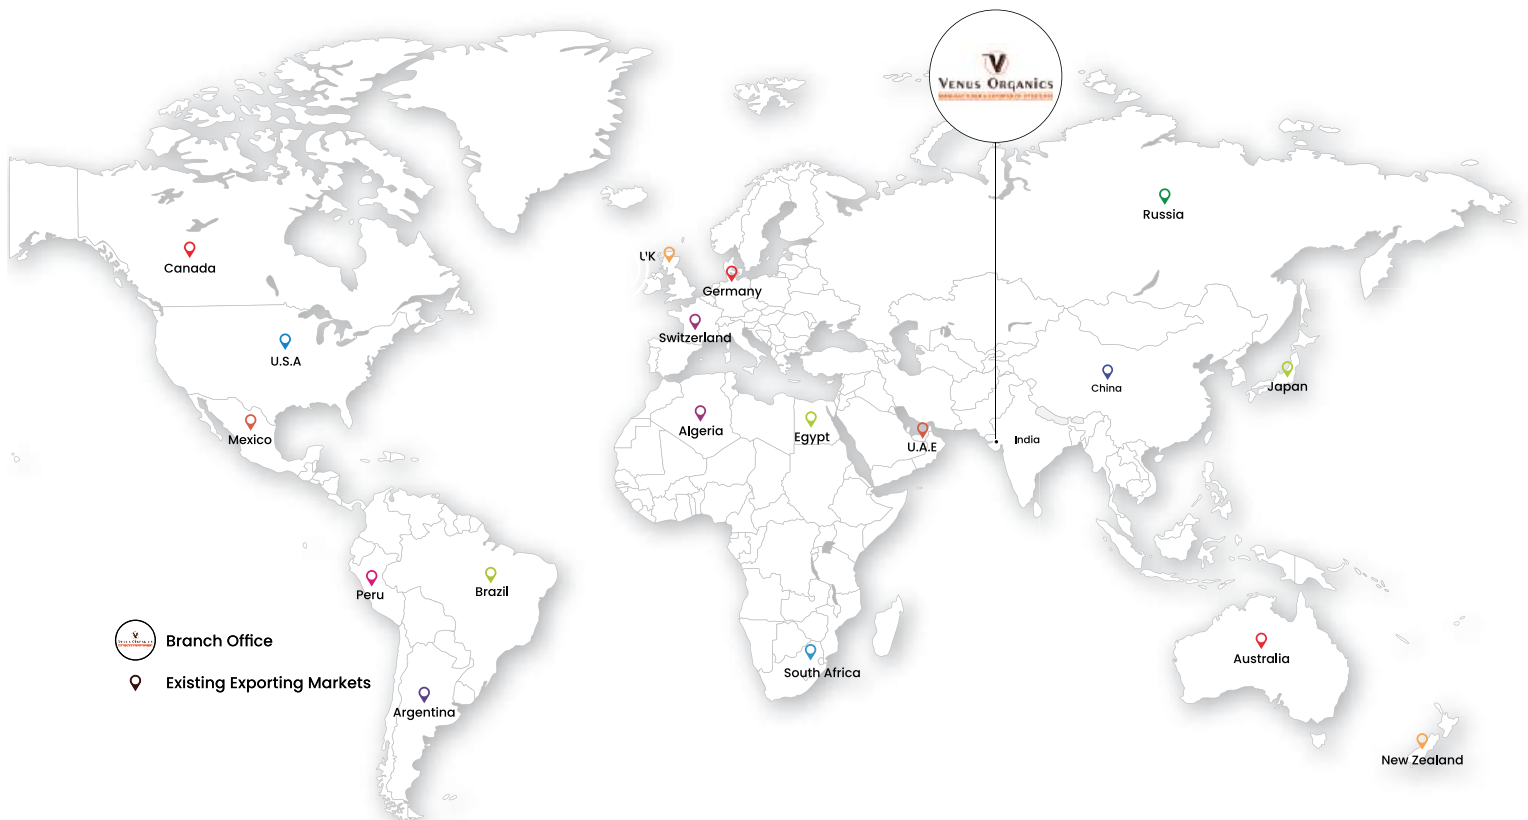 V
VENUS ORGANICS
Russia
UK
Canada
Germany
Switzerland
U.S.A
China
Japan
Mexico
Algeria
Egypt
U.A.E
India
Peru
Brazil
Branch Office
South Africa
Australia
Existing Exporting Markets
Argentina
New Zealand